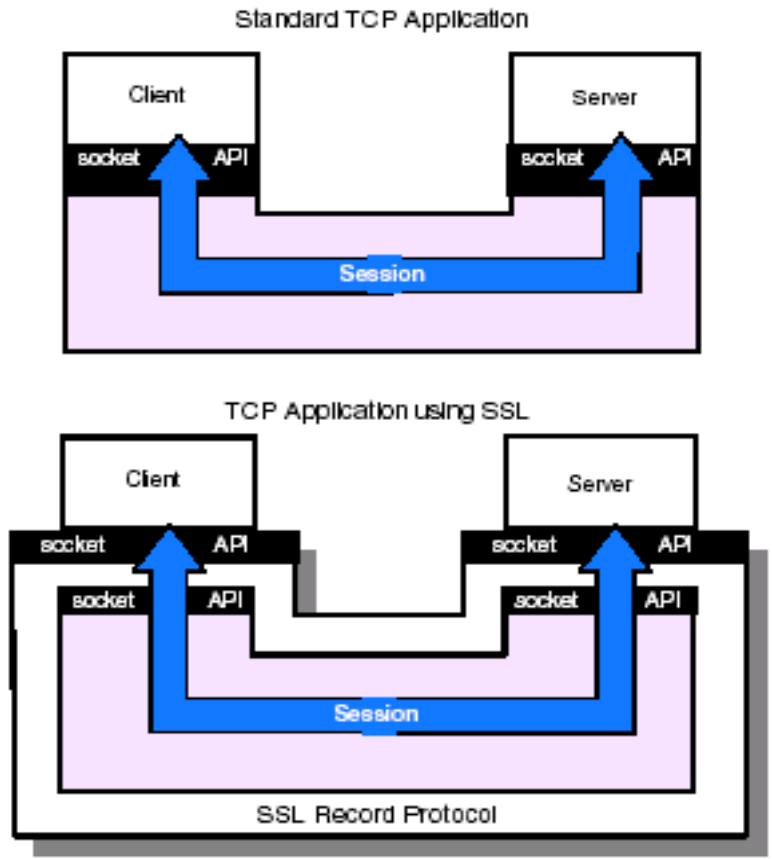 Standard TCP Application
Client
Server
socket API
socket API
Session
TCP Application using SSL
Client
Server
socket API
socket API
socket API
socket API
Session
SSL Record Protocol